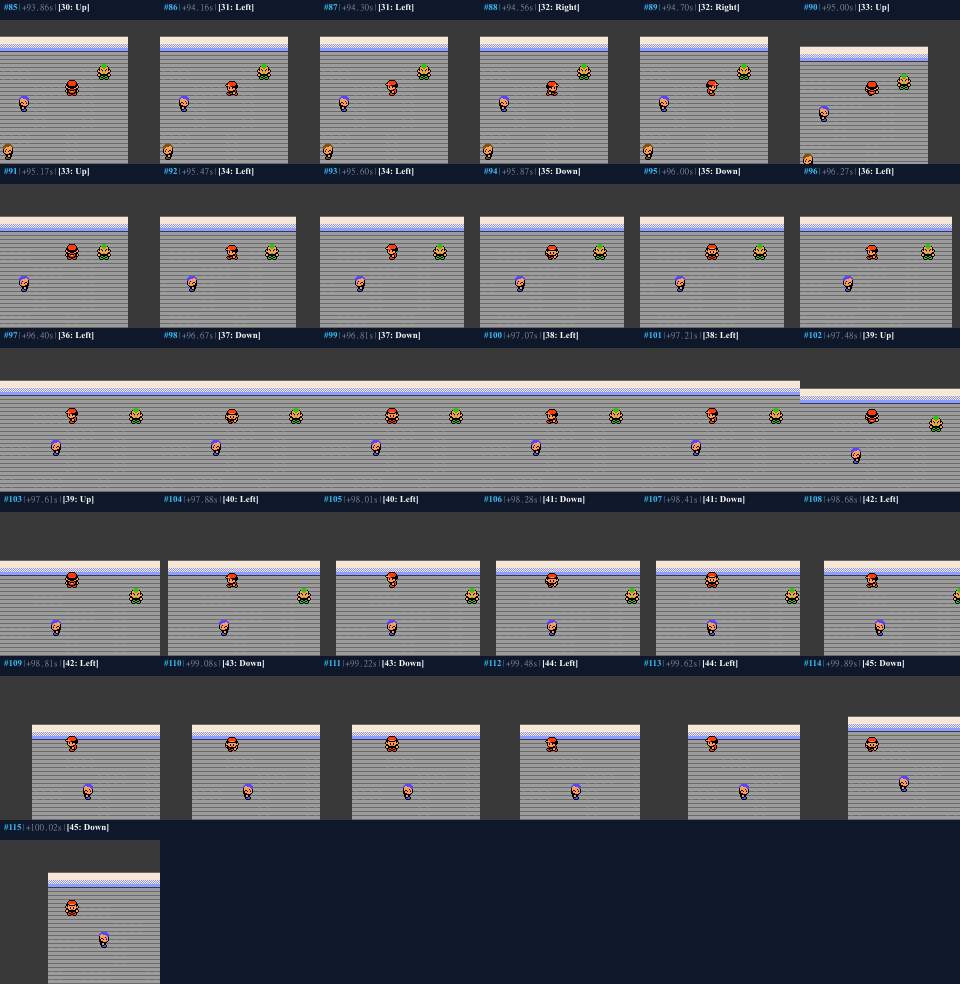 #85|+93.86s|[30: Up] #86|+94.16s|[31: Left] #87|+94.30s|[31: Left] #88|+94.56s|[32: Right] #89|+94.70s|[32: Right] #90|+95.00s|[33: Up]
#91|+95.17s|[33: Up] #92|+95.47s|[34: Left] #93|+95.60s|[34: Left] #94|+95.87s|[35: Down] #95|+96.00s|[35: Down] #96|+96.27s|[36: Left]
#97|+96.40s|[36: Left] #98|+96.67s|[37: Down] #99|+96.81s|[37: Down] #100|+97.07s|[38: Left] #101|+97.21s|[38: Left] #102|+97.48s|[39: Up]
#103|+97.61s|[39: Up] #104|+97.88s|[40: Left] #105|+98.01s|[40: Left] #106|+98.28s|[41: Down] #107|+98.41s|[41: Down] #108|+98.68s|[42: Left]
#109|+98.81s|[42: Left] #110|+99.08s|[43: Down] #111|+99.22s|[43: Down] #112|+99.48s|[44: Left] #113|+99.62s|[44: Left] #114|+99.89s|[45: Down]
#115|+100.02s|[45: Down]